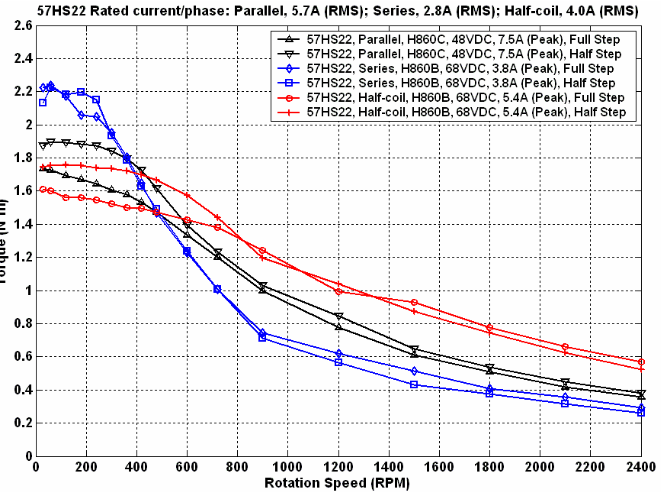 57HS22 Rated current/phase: Parallel, 5.7A (RMS); Series, 2.8A (RMS); Half-coil, 4.0A (RMS)
57HS22, Parallel, H860C, 48VDC, 7.5A (Peak), Full Step
57HS22, Parallel, H860C, 48VDC, 7.5A (Peak), Half Step
57HS22, Series, H860B, 68VDC, 3.8A (Peak), Full Step
57HS22, Series, H860B, 68VDC, 3.8A (Peak), Half Step
57HS22, Half-coil, H860B, 68VDC, 5.4A (Peak), Full Step
57HS22, Half-coil, H860B, 68VDC, 5.4A (Peak), Half Step
2.6
2.4
2.2
2
1.8
1.6
1.4
1.2
1
0.8
0.6
0.4
0.2
0
Torque (N
0 200 400 600 800 1000 1200 1400 1600 1800 2000 2200 2400
Rotation Speed (RPM)